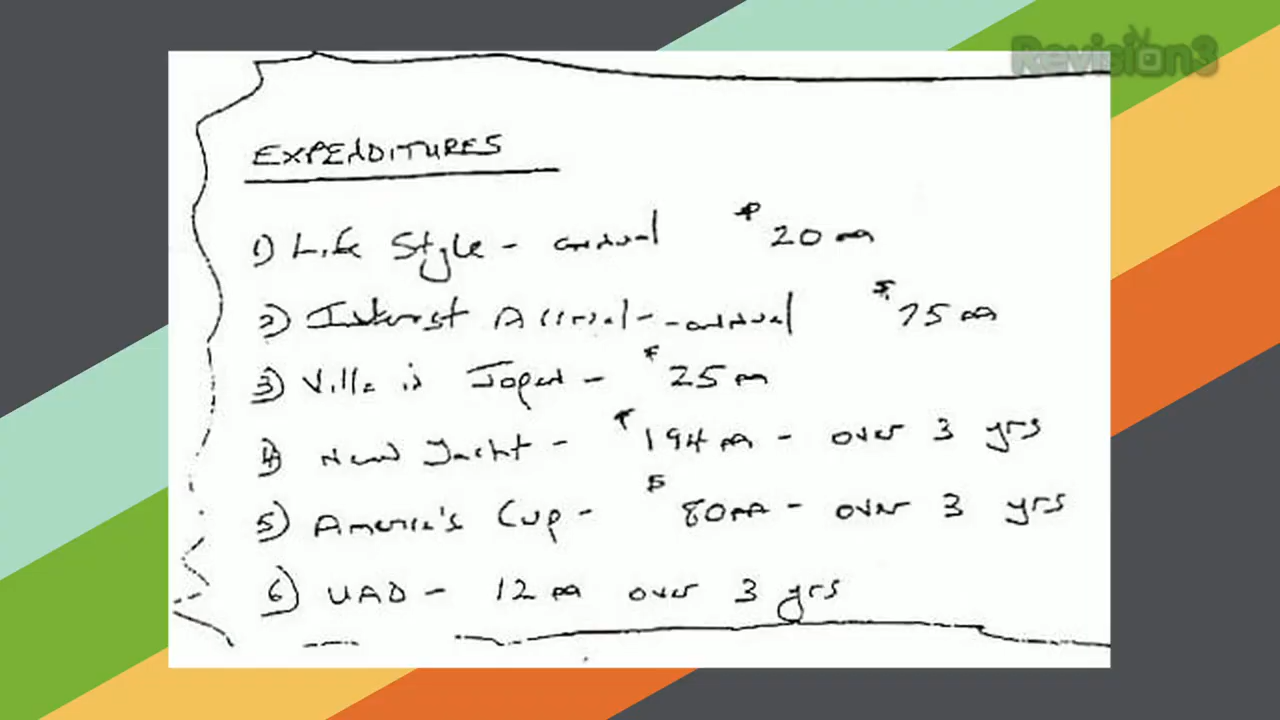 Revision3
EXPENDITURES
1) Life Style - annual $20m
2) Interest Accrual - - annual $75m
3) Villa in Japan - $25m
4) New Yacht - $194m - over 3 yrs
5) America's Cup - $80m - over 3 yrs
6) UAD - 12m over 3 yrs